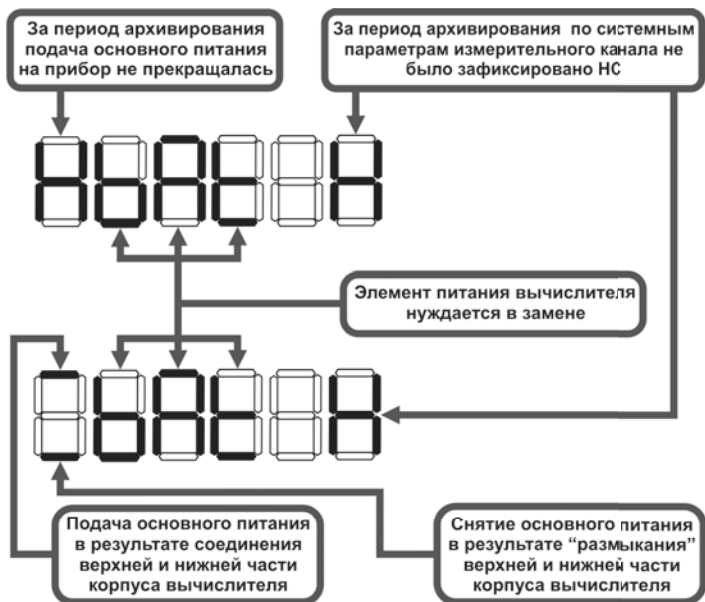 За период архивирования
подача основного питания
на прибор не прекращалась
За период архивирования по системным
параметрам измерительного канала не
было зафиксировано НС
Элемент питания вычислителя
нуждается в замене
Подача основного питания
в результате соединения
верхней и нижней части
корпуса вычислителя
Снятие основного питания
в результате “размыкания”
верхней и нижней части
корпуса вычислителя